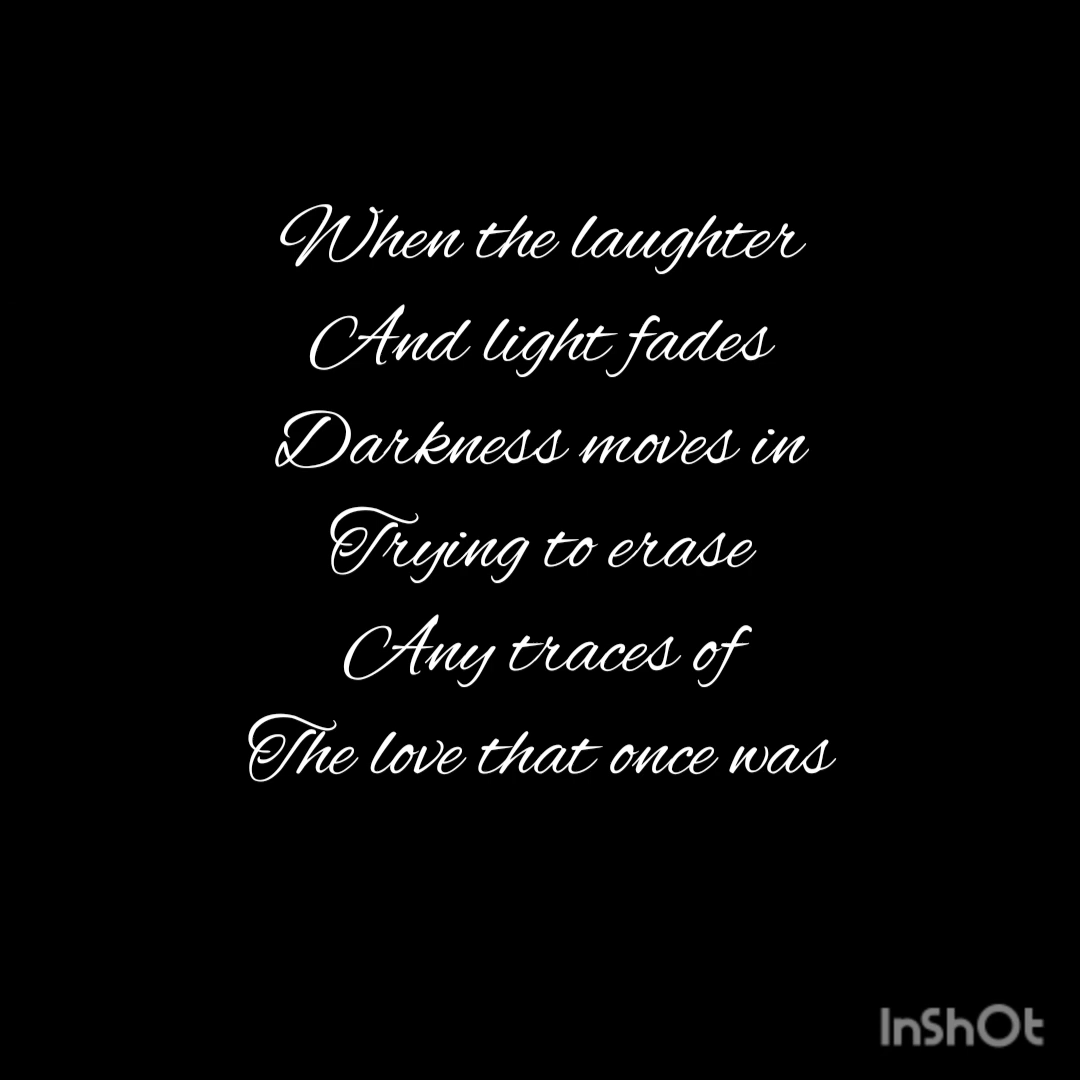 When the laughter
And light fades
Darkness moves in
Trying to erase
Any traces of
The love that once was
InShOt